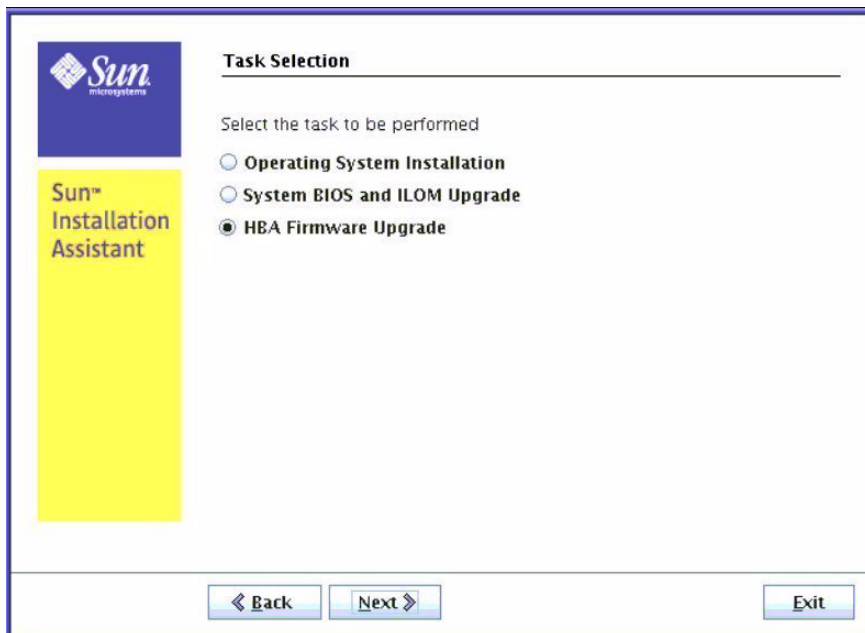 Sun
microsystems
Sun™
Installation
Assistant
Task Selection
Select the task to be performed
Operating System Installation
System BIOS and ILOM Upgrade
HBA Firmware Upgrade
Back
Next
Exit